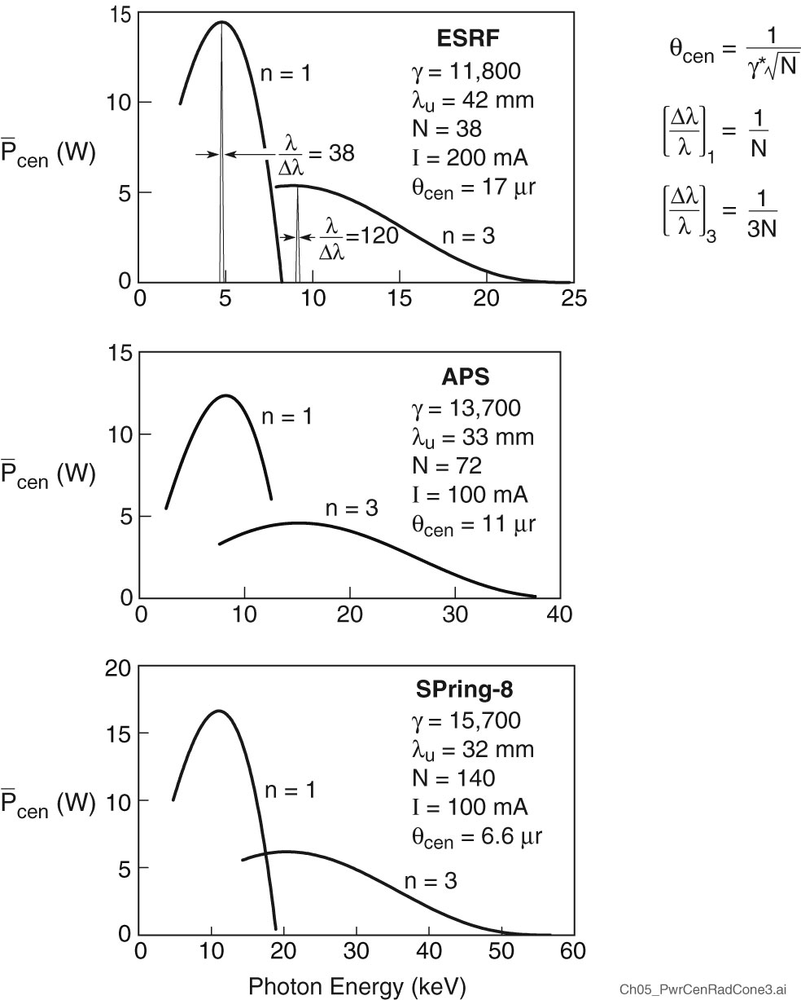 15
10
5
0
P̅cen (W)
n = 1
λ/Δλ = 38
λ/Δλ =120
n = 3
ESRF
γ = 11,800
λu = 42 mm
N = 38
I = 200 mA
θcen = 17 μr
0 5 10 15 20 25
θcen = 1/(γ*√N)
[Δλ/λ]1 = 1/N
[Δλ/λ]3 = 1/3N
15
10
5
0
P̅cen (W)
n = 1
n = 3
APS
γ = 13,700
λu = 33 mm
N = 72
I = 100 mA
θcen = 11 μr
0 10 20 30 40
20
15
10
5
0
P̅cen (W)
n = 1
n = 3
SPring-8
γ = 15,700
λu = 32 mm
N = 140
I = 100 mA
θcen = 6.6 μr
0 10 20 30 40 50 60
Photon Energy (keV)
Ch05_PwrCenRadCone3.ai